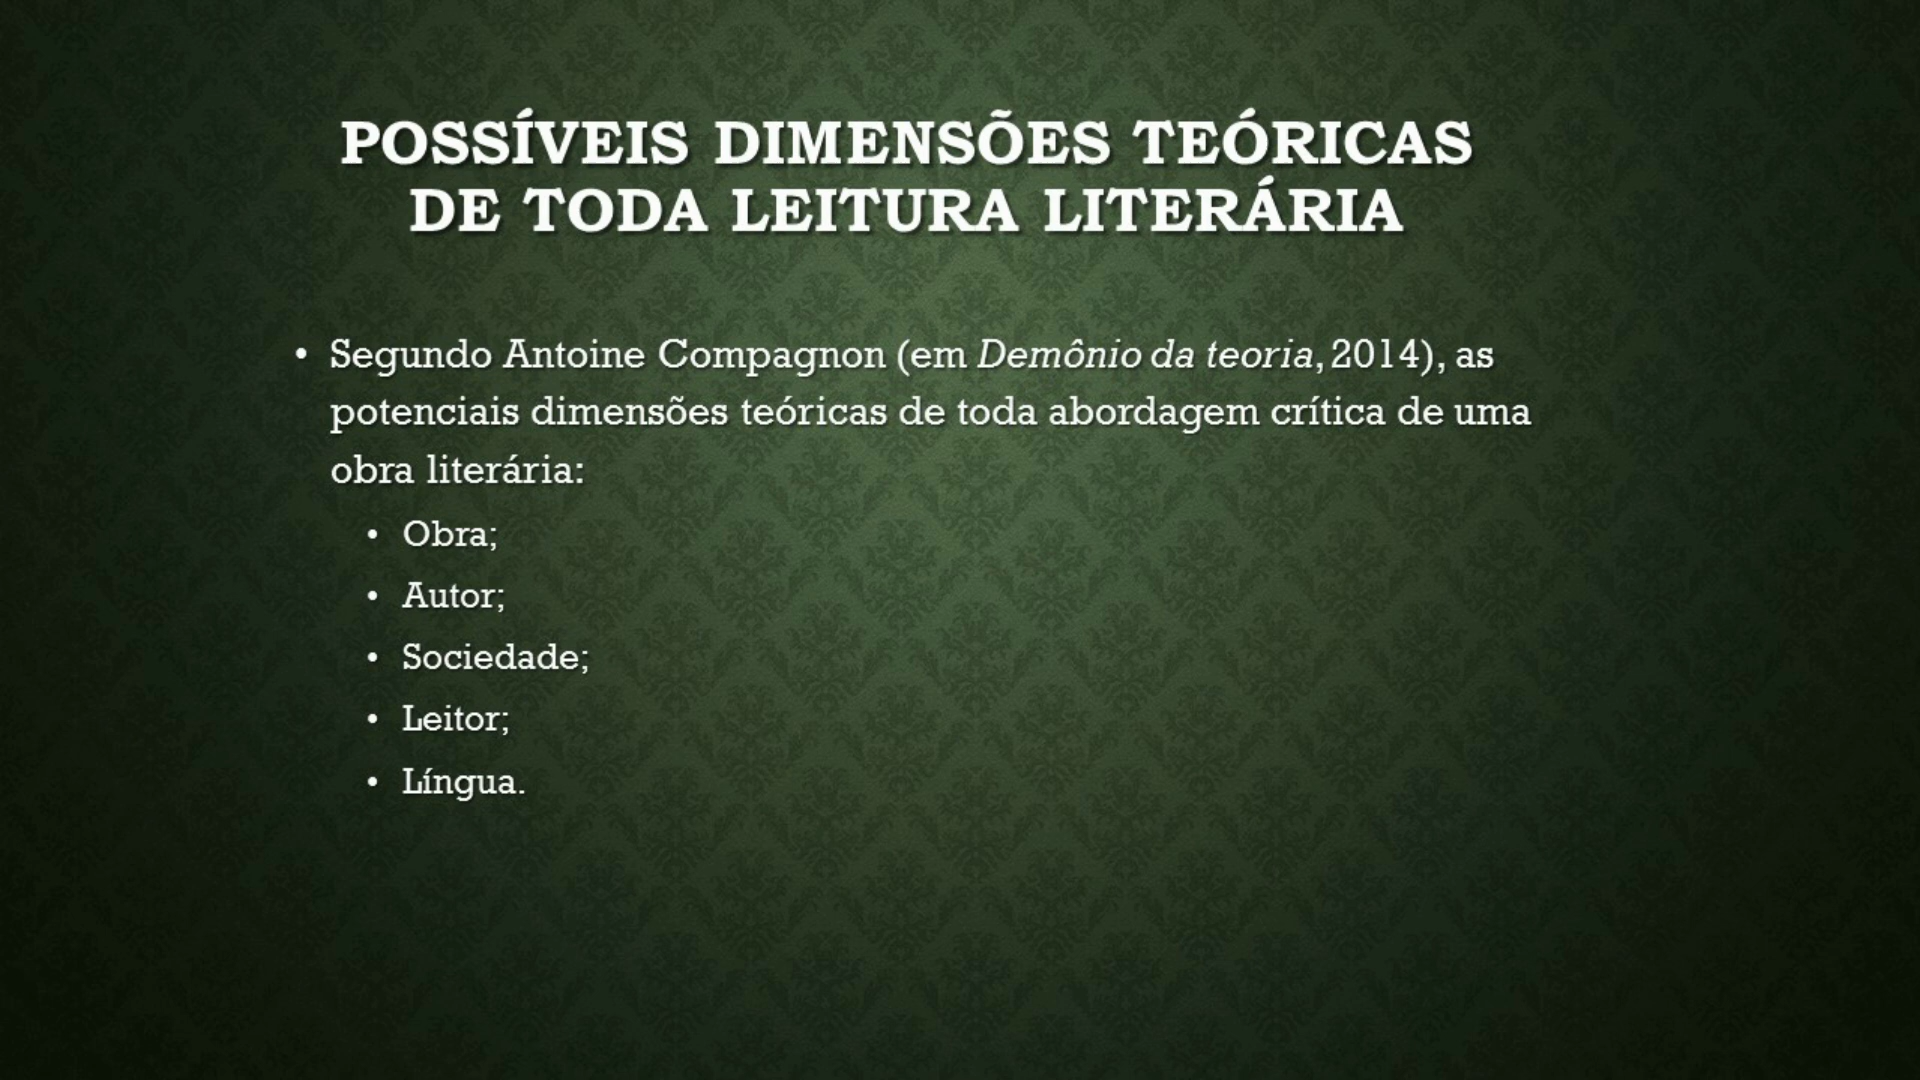 POSSÍVEIS DIMENSÕES TEÓRICAS
DE TODA LEITURA LITERÁRIA
• Segundo Antoine Compagnon (em Demônio da teoria, 2014), as
potenciais dimensões teóricas de toda abordagem crítica de uma
obra literária:
• Obra;
• Autor;
• Sociedade;
• Leitor;
• Língua.